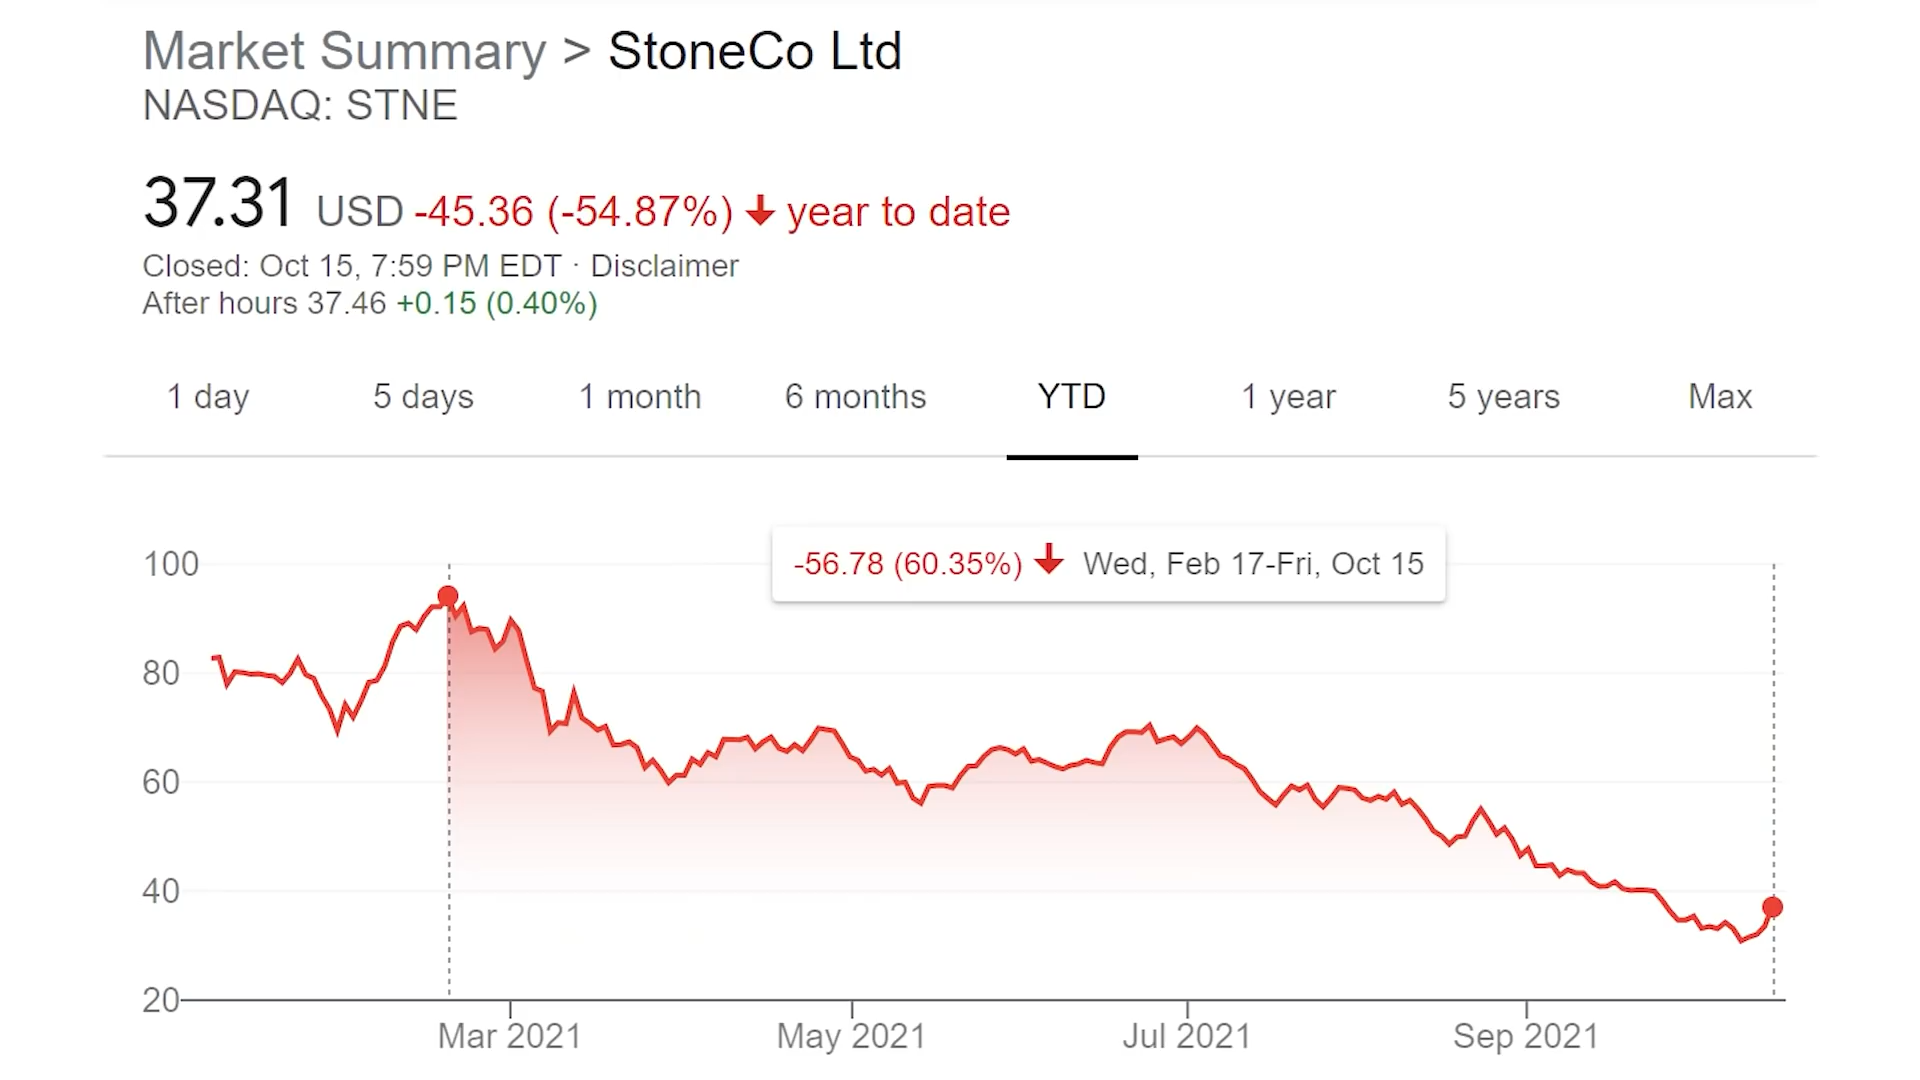 Market Summary > StoneCo Ltd
NASDAQ: STNE
37.31 USD -45.36 (-54.87%) ↓ year to date
Closed: Oct 15, 7:59 PM EDT · Disclaimer
After hours 37.46 +0.15 (0.40%)
1 day 5 days 1 month 6 months YTD 1 year 5 years Max
-56.78 (60.35%) ↓ Wed, Feb 17-Fri, Oct 15
100
80
60
40
20
Mar 2021 May 2021 Jul 2021 Sep 2021